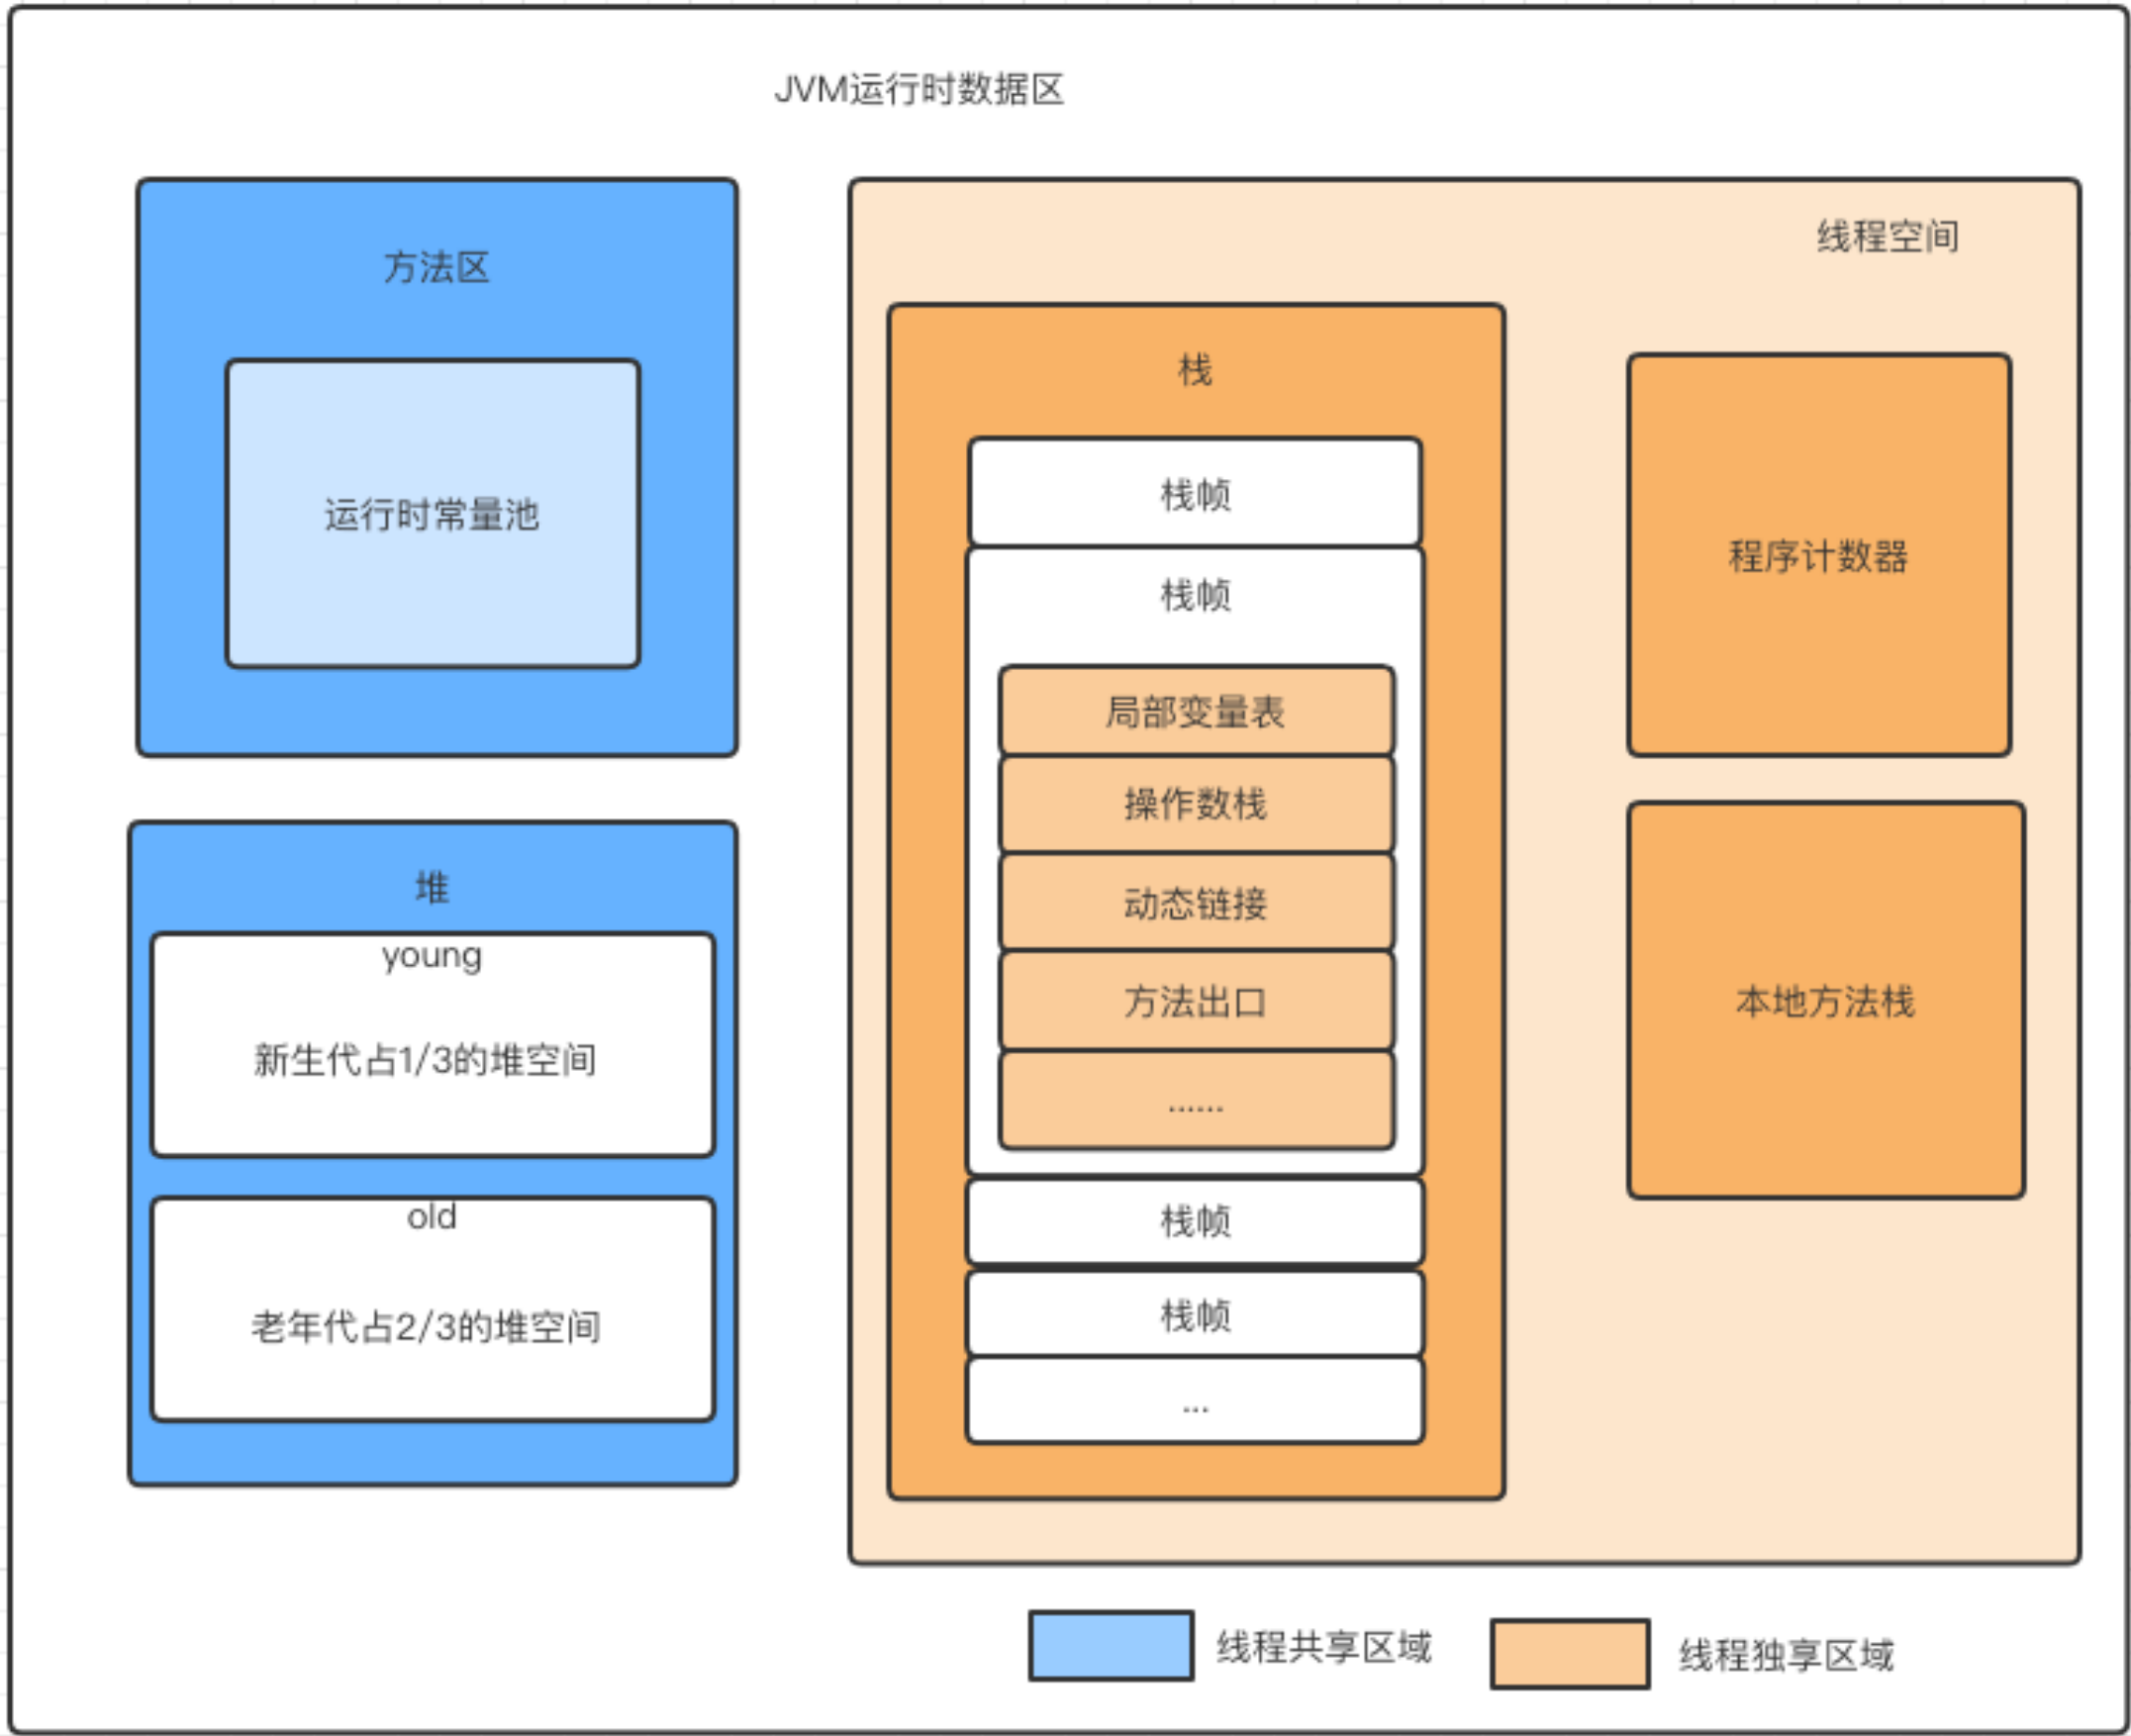 JVM运行时数据区
方法区
运行时常量池
堆
young
新生代占1/3的堆空间
old
老年代占2/3的堆空间
线程空间
栈
栈帧
栈帧
局部变量表
操作数栈
动态链接
方法出口
......
栈帧
栈帧
...
程序计数器
本地方法栈
线程共享区域
线程独享区域